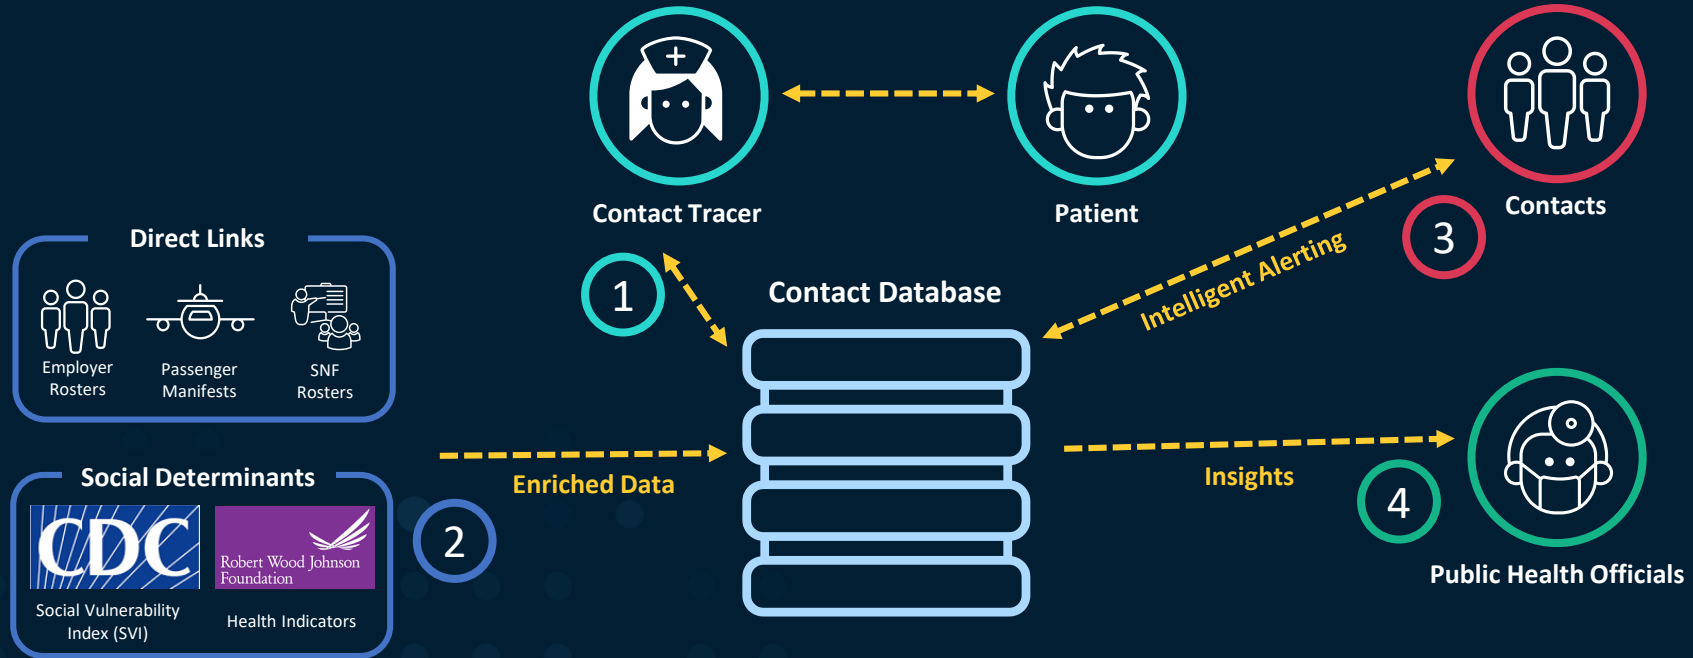 Contact Tracer
Patient
Contacts
Direct Links
Employer
Rosters
Passenger
Manifests
SNF
Rosters
1
Contact Database
Intelligent Alerting
3
Social Determinants
CDC
Social Vulnerability
Index (SVI)
Robert Wood Johnson
Foundation
Health Indicators
Enriched Data
2
Insights
4
Public Health Officials